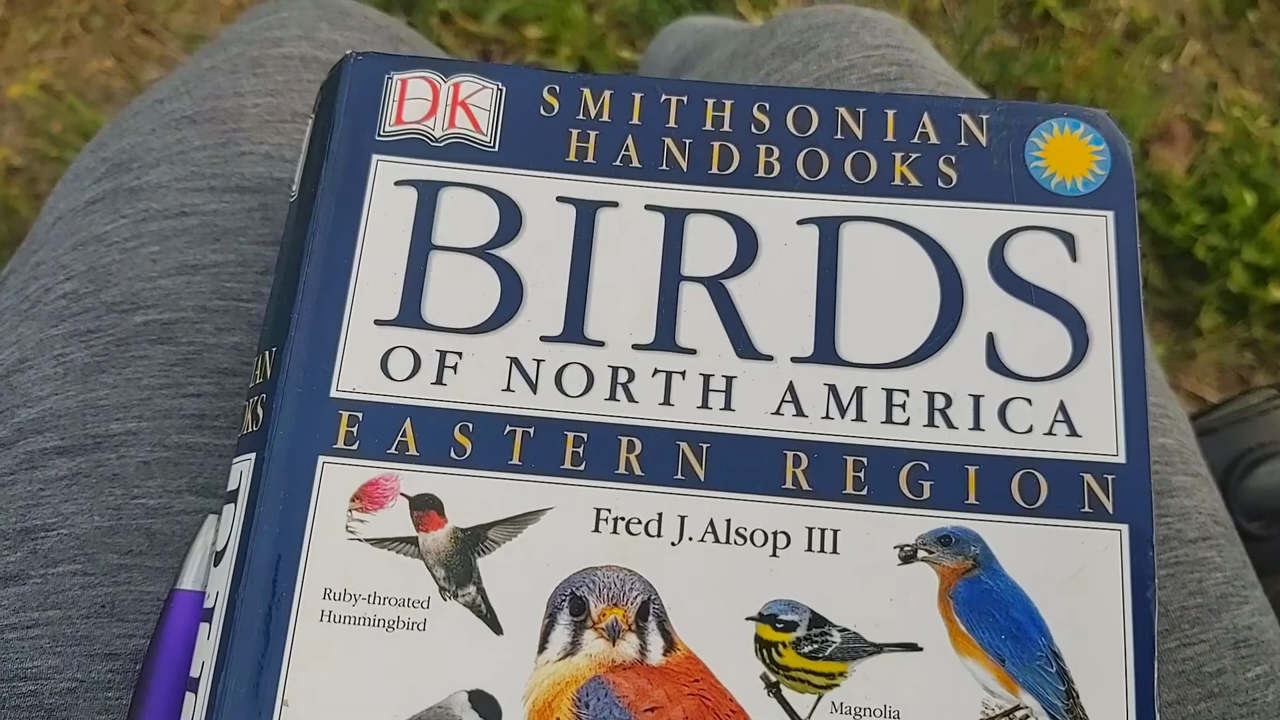 DK
SMITHSONIAN
HANDBOOKS
BIRDS
OF NORTH AMERICA
EASTERN REGION
Fred J. Alsop III
Ruby-throated
Hummingbird
Magnolia